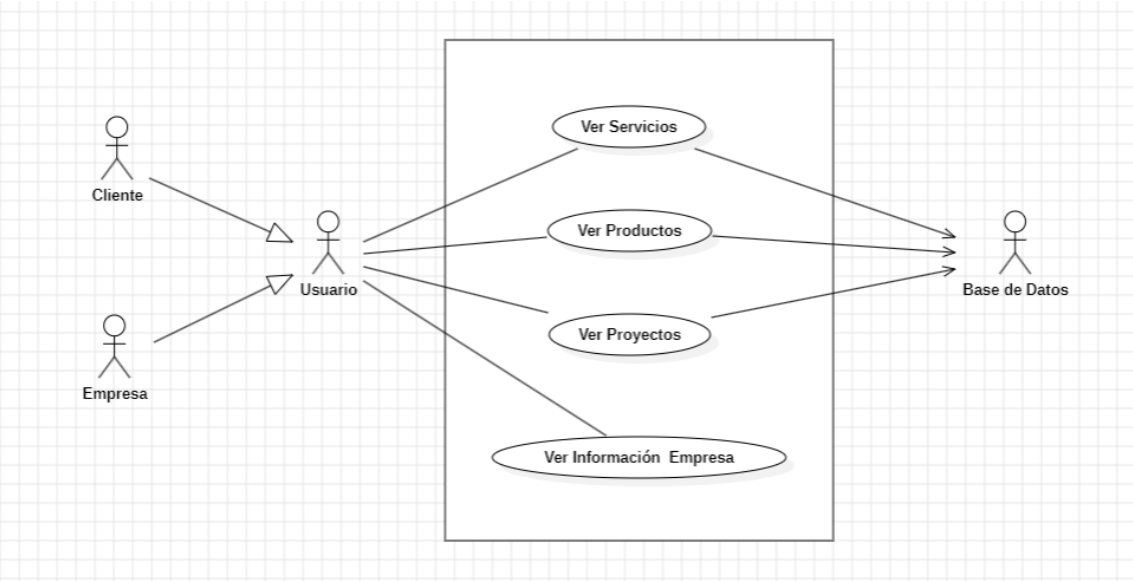 Ver Servicios
Cliente
Ver Productos
Usuario
Base de Datos
Ver Proyectos
Empresa
Ver Información  Empresa